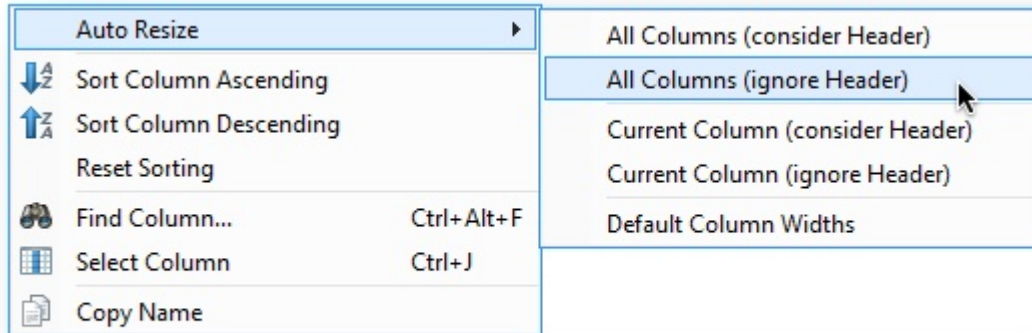 Auto Resize
Sort Column Ascending
Sort Column Descending
Reset Sorting
Find Column... Ctrl+Alt+F
Select Column Ctrl+J
Copy Name
All Columns (consider Header)
All Columns (ignore Header)
Current Column (consider Header)
Current Column (ignore Header)
Default Column Widths